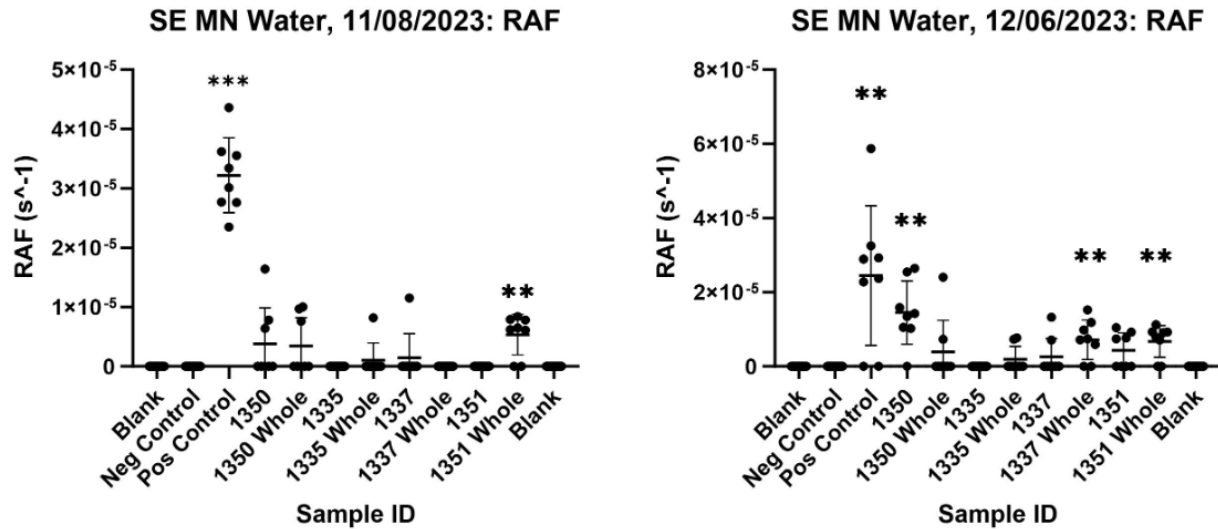 SE MN Water, 11/08/2023: RAF
5×10⁻⁵
4×10⁻⁵
3×10⁻⁵
2×10⁻⁵
1×10⁻⁵
0
RAF (s^-1)
***
**
Blank
Neg Control
Pos Control
1350
1350 Whole
1335
1335 Whole
1337
1337 Whole
1351
1351 Whole
Blank
Sample ID
SE MN Water, 12/06/2023: RAF
8×10⁻⁵
6×10⁻⁵
4×10⁻⁵
2×10⁻⁵
0
RAF (s^-1)
**
**
**
**
Blank
Neg Control
Pos Control
1350
1350 Whole
1335
1335 Whole
1337
1337 Whole
1351
1351 Whole
Blank
Sample ID